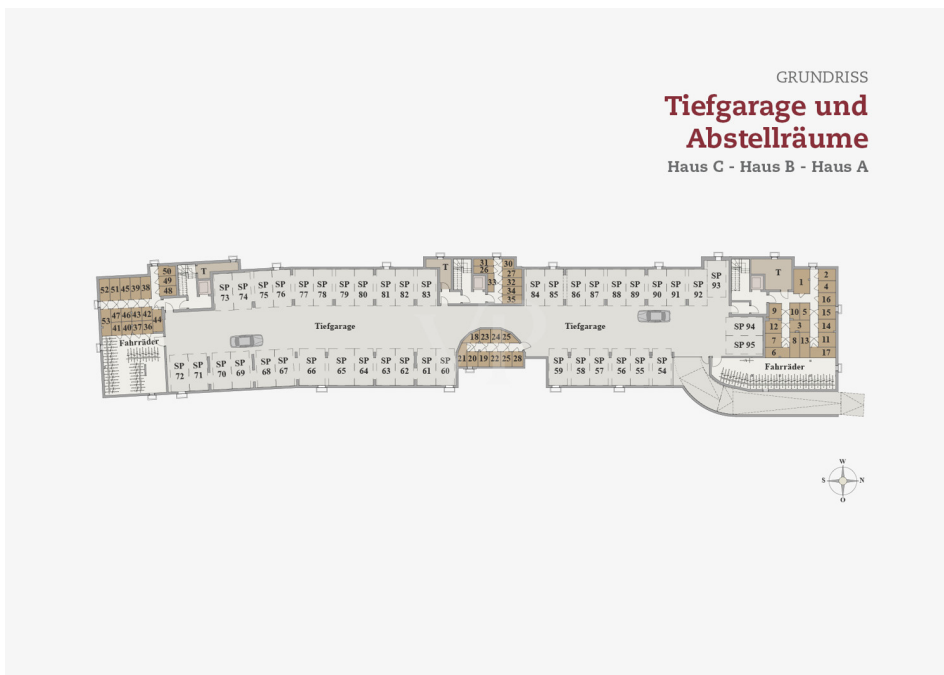 GRUNDRISS
Tiefgarage und
Abstellräume
Haus C - Haus B - Haus A
50
49
48
T
52 51 45 39 38
47 46 43 42
53
44
41 40 37 36
Fahrräder
SP 73
SP 74
SP 75
SP 76
SP 77
SP 78
SP 79
SP 80
SP 81
SP 82
SP 83
T
31
26
33
30
27
32
34
35
SP 84
SP 85
SP 86
SP 87
SP 88
SP 89
SP 90
SP 91
SP 92
SP 93
T
1
2
4
16
9
10 5
15
12
3
14
7
8 13
11
6
17
SP 94
SP 95
Tiefgarage
Tiefgarage
18 23 24 25
21 20 19 22 25 28
SP 72
SP 71
SP 70
SP 69
SP 68
SP 67
SP 66
SP 65
SP 64
SP 63
SP 62
SP 61
SP 60
SP 59
SP 58
SP 57
SP 56
SP 55
SP 54
Fahrräder
W
S
N
O